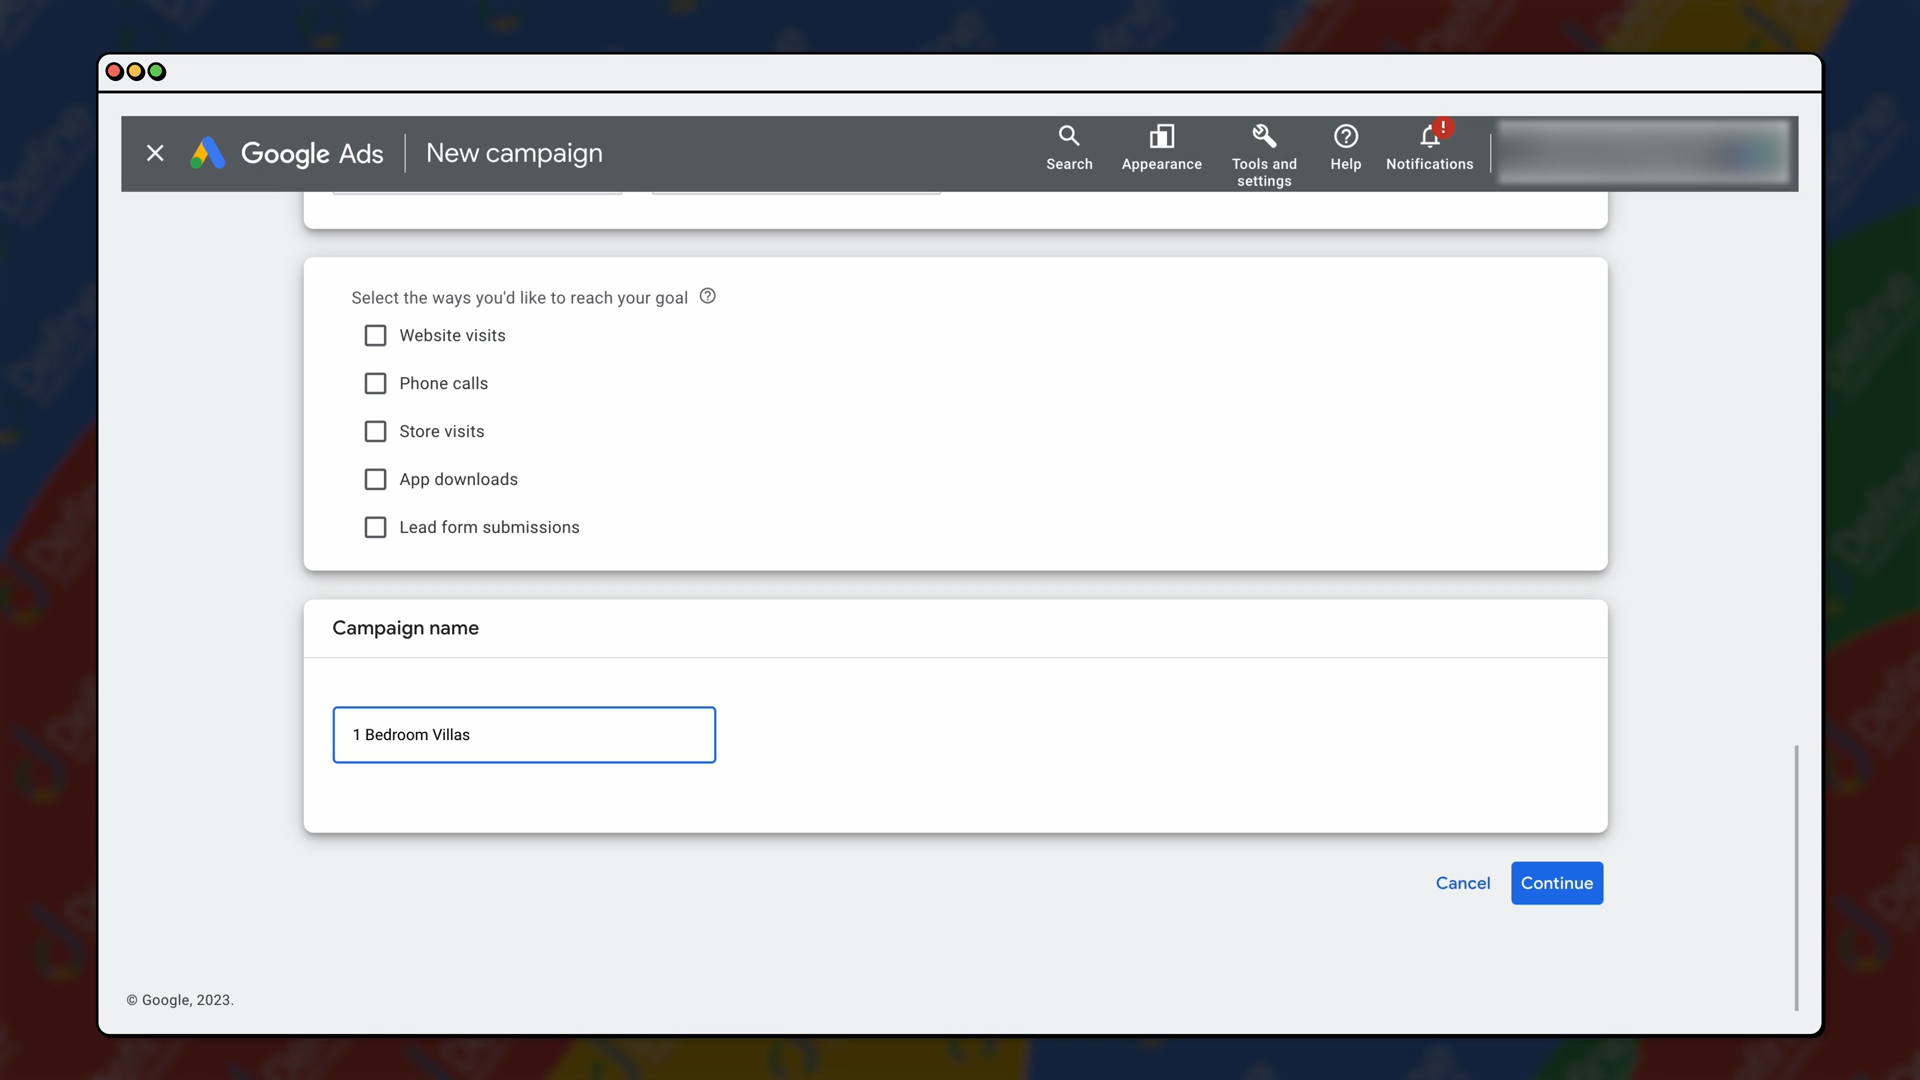 Google Ads
New campaign
Search
Appearance
Tools and
settings
Help
Notifications
Select the ways you'd like to reach your goal
Website visits
Phone calls
Store visits
App downloads
Lead form submissions
Campaign name
1 Bedroom Villas
Cancel
Continue
© Google, 2023.